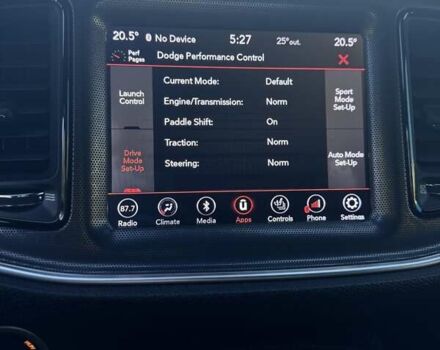 20.5° No Device 5:27 25°out. 20.5°
Perf
Pages
Dodge Performance Control
Current Mode: Default
Engine/Transmission: Norm
Paddle Shift: On
Traction: Norm
Steering: Norm
Launch
Control
Drive
Mode
Set-Up
Sport
Mode
Set-Up
Auto Mode
Set-Up
87.7
Radio Climate Media Apps Controls Phone Settings